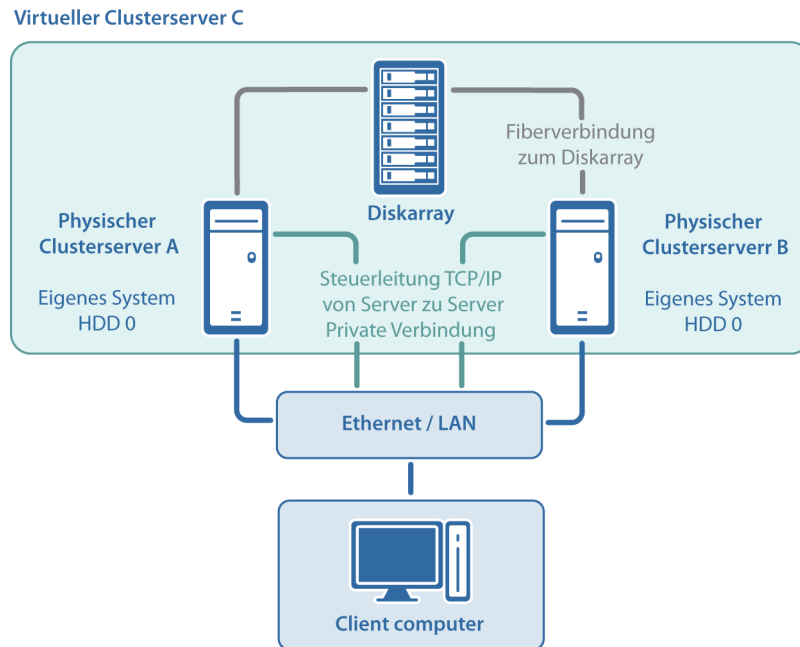 Virtueller Clusterserver C
Fiberverbindung
zum Diskarray
Diskarray
Physischer
Clusterserver A
Eigenes System
HDD 0
Steuerleitung TCP/IP
von Server zu Server
Private Verbindung
Physischer
Clusterserverr B
Eigenes System
HDD 0
Ethernet / LAN
Client computer